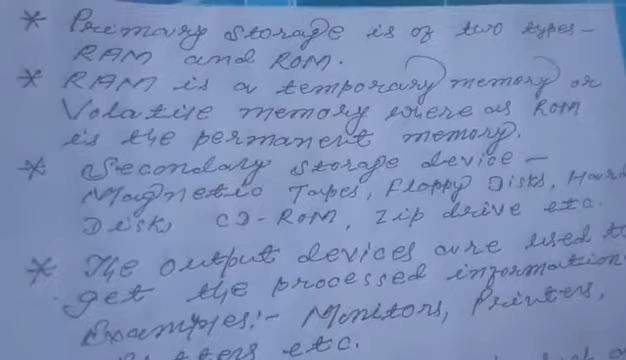 * Primary storage is of two types-
RAM and ROM.
* RAM is a temporary memory or
Volatile memory where as ROM
is the permanent memory.
* Secondary storage device -
Magnetic Tapes, Floppy Disks, Hard
Disk, CD-ROM, Zip drive etc.
* The output devices are used to
get the processed information.
Examples:- Monitors, Printers,
etc.